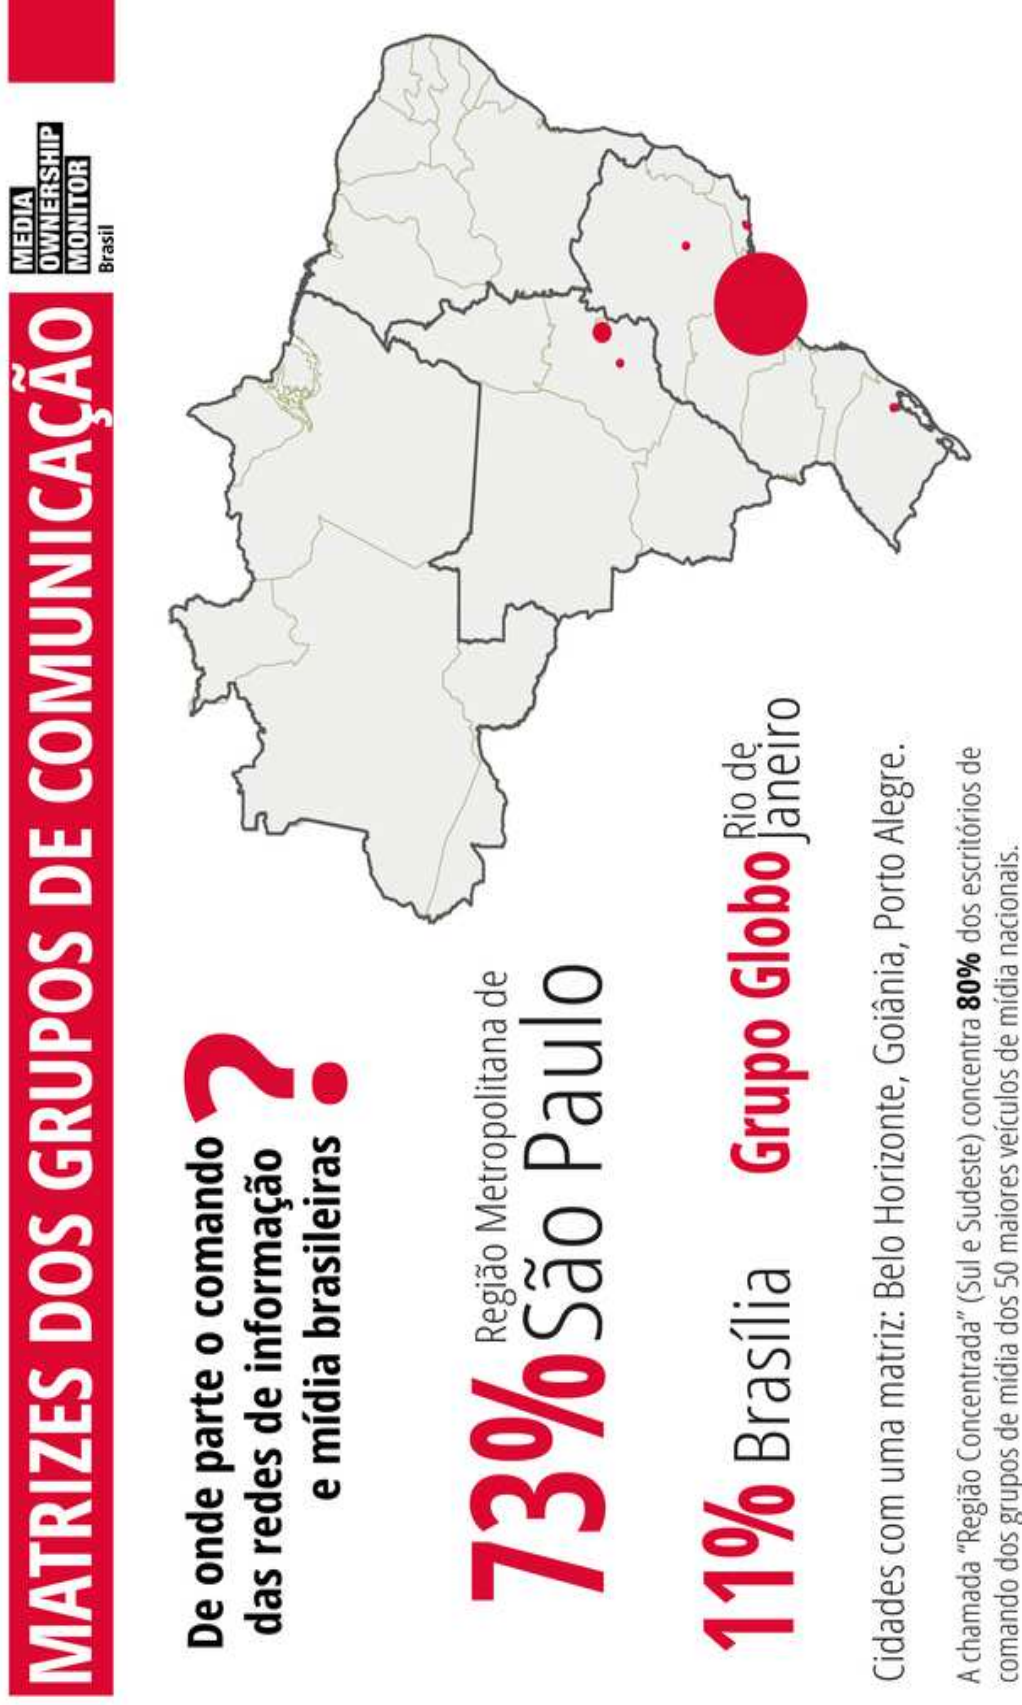 MATRIZES DOS GRUPOS DE COMUNICAÇÃO
MEDIA
OWNERSHIP
MONITOR
Brasil
De onde parte o comando
das redes de informação
e mídia brasileiras
?
73% Região Metropolitana de
São Paulo
11% Brasília
Grupo Globo Rio de
Janeiro
Cidades com uma matriz: Belo Horizonte, Goiânia, Porto Alegre.
A chamada "Região Concentrada" (Sul e Sudeste) concentra 80% dos escritórios de
comando dos grupos de mídia dos 50 maiores veículos de mídia nacionais.